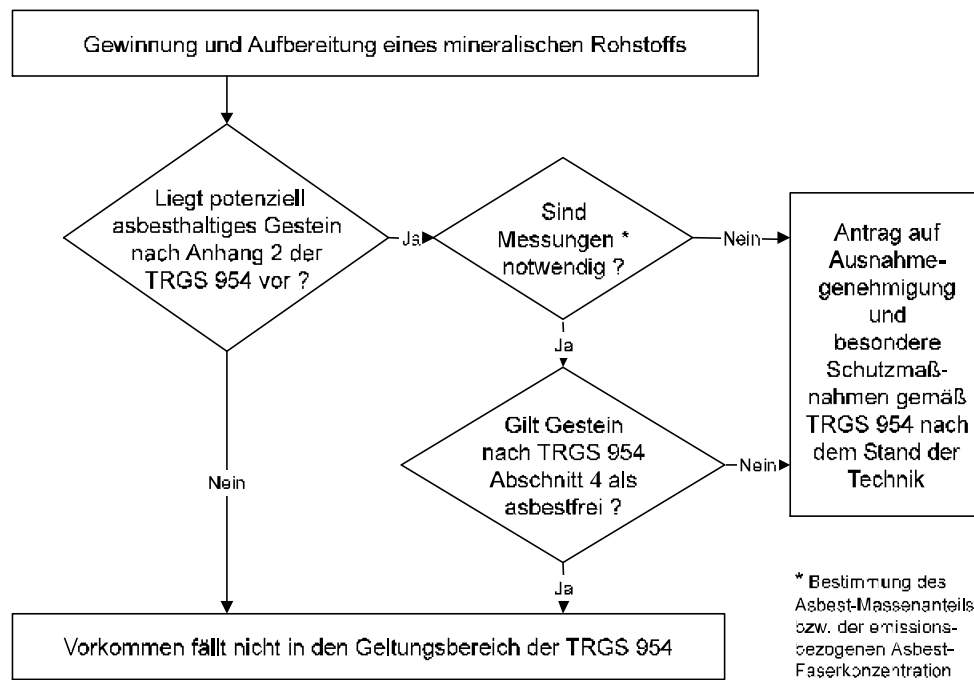 Gewinnung und Aufbereitung eines mineralischen Rohstoffs
Liegt potenziell
asbesthaltiges Gestein
nach Anhang 2 der
TRGS 954 vor ?
Ja
Sind
Messungen *
notwendig ?
Nein
Antrag auf
Ausnahme-
genehmigung
und
besondere
Schutzmaß-
nahmen gemäß
TRGS 954 nach
dem Stand der
Technik
Ja
Gilt Gestein
nach TRGS 954
Abschnitt 4 als
asbestfrei ?
Nein
Nein
Ja
* Bestimmung des
Asbest-Massenanteils
bzw. der emissions-
bezogenen Asbest-
Faserkonzentration
Vorkommen fällt nicht in den Geltungsbereich der TRGS 954